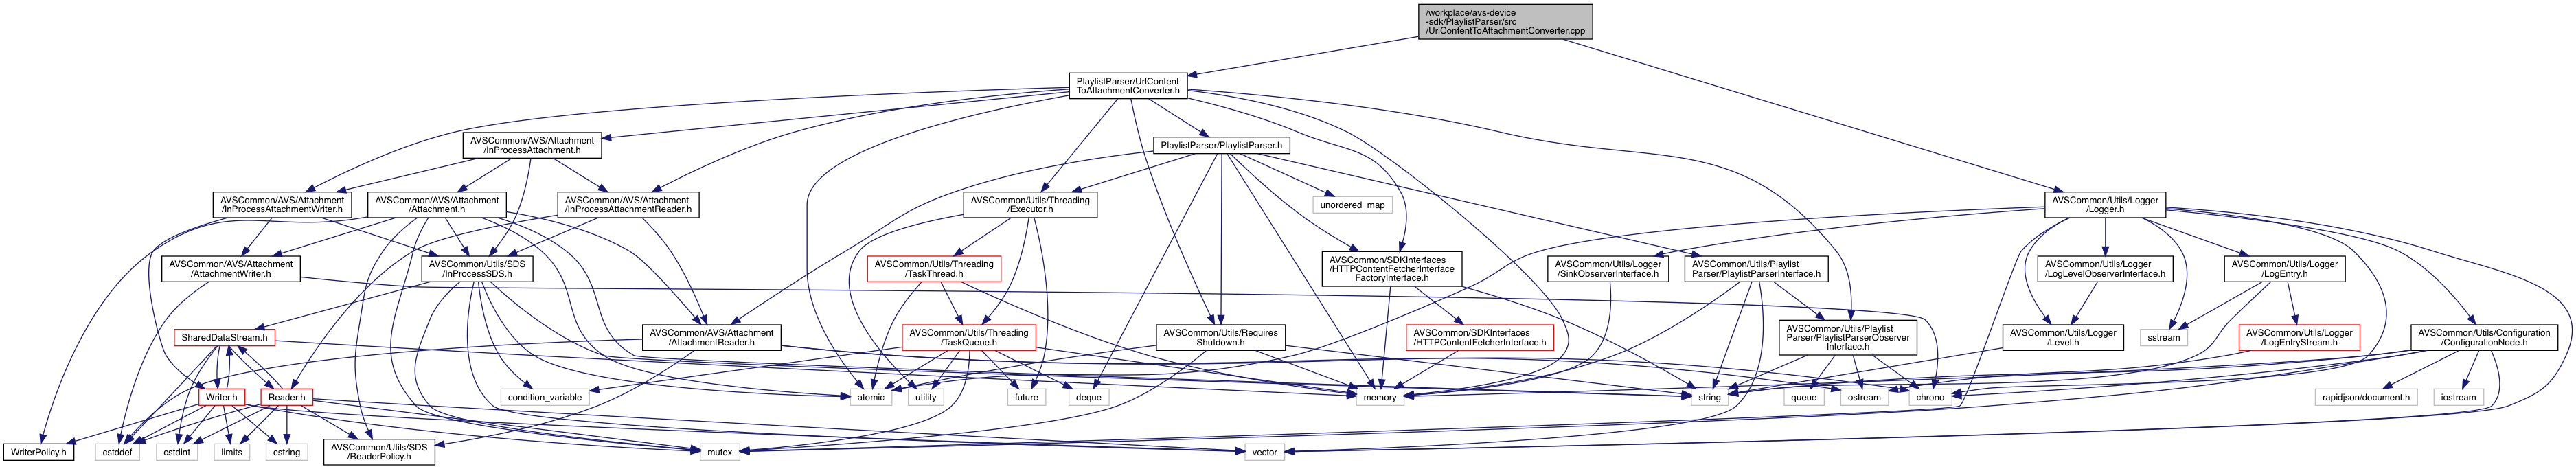 /workplace/avs-device
-sdk/PlaylistParser/src
/UrlContentToAttachmentConverter.cpp
PlaylistParser/UrlContent
ToAttachmentConverter.h
AVSCommon/AVS/Attachment
/InProcessAttachment.h
PlaylistParser/PlaylistParser.h
AVSCommon/AVS/Attachment
/InProcessAttachmentWriter.h
AVSCommon/AVS/Attachment
/Attachment.h
AVSCommon/AVS/Attachment
/InProcessAttachmentReader.h
AVSCommon/Utils/Threading
/Executor.h
unordered_map
AVSCommon/Utils/Logger
/Logger.h
AVSCommon/AVS/Attachment
/AttachmentWriter.h
AVSCommon/Utils/SDS
/InProcessSDS.h
AVSCommon/Utils/Threading
/TaskThread.h
AVSCommon/SDKInterfaces
/HTTPContentFetcherInterface
FactoryInterface.h
AVSCommon/Utils/Logger
/SinkObserverInterface.h
AVSCommon/Utils/Playlist
Parser/PlaylistParserInterface.h
AVSCommon/Utils/Logger
/LogLevelObserverInterface.h
AVSCommon/Utils/Logger
/LogEntry.h
SharedDataStream.h
AVSCommon/AVS/Attachment
/AttachmentReader.h
AVSCommon/Utils/Threading
/TaskQueue.h
AVSCommon/Utils/Requires
Shutdown.h
AVSCommon/SDKInterfaces
/HTTPContentFetcherInterface.h
AVSCommon/Utils/Playlist
Parser/PlaylistParserObserver
Interface.h
AVSCommon/Utils/Logger
/Level.h
sstream
AVSCommon/Utils/Logger
/LogEntryStream.h
AVSCommon/Utils/Configuration
/ConfigurationNode.h
Writer.h
Reader.h
condition_variable
atomic
utility
future
deque
memory
string
queue
ostream
chrono
rapidjson/document.h
iostream
WriterPolicy.h
cstddef
cstdint
limits
cstring
AVSCommon/Utils/SDS
/ReaderPolicy.h
mutex
vector